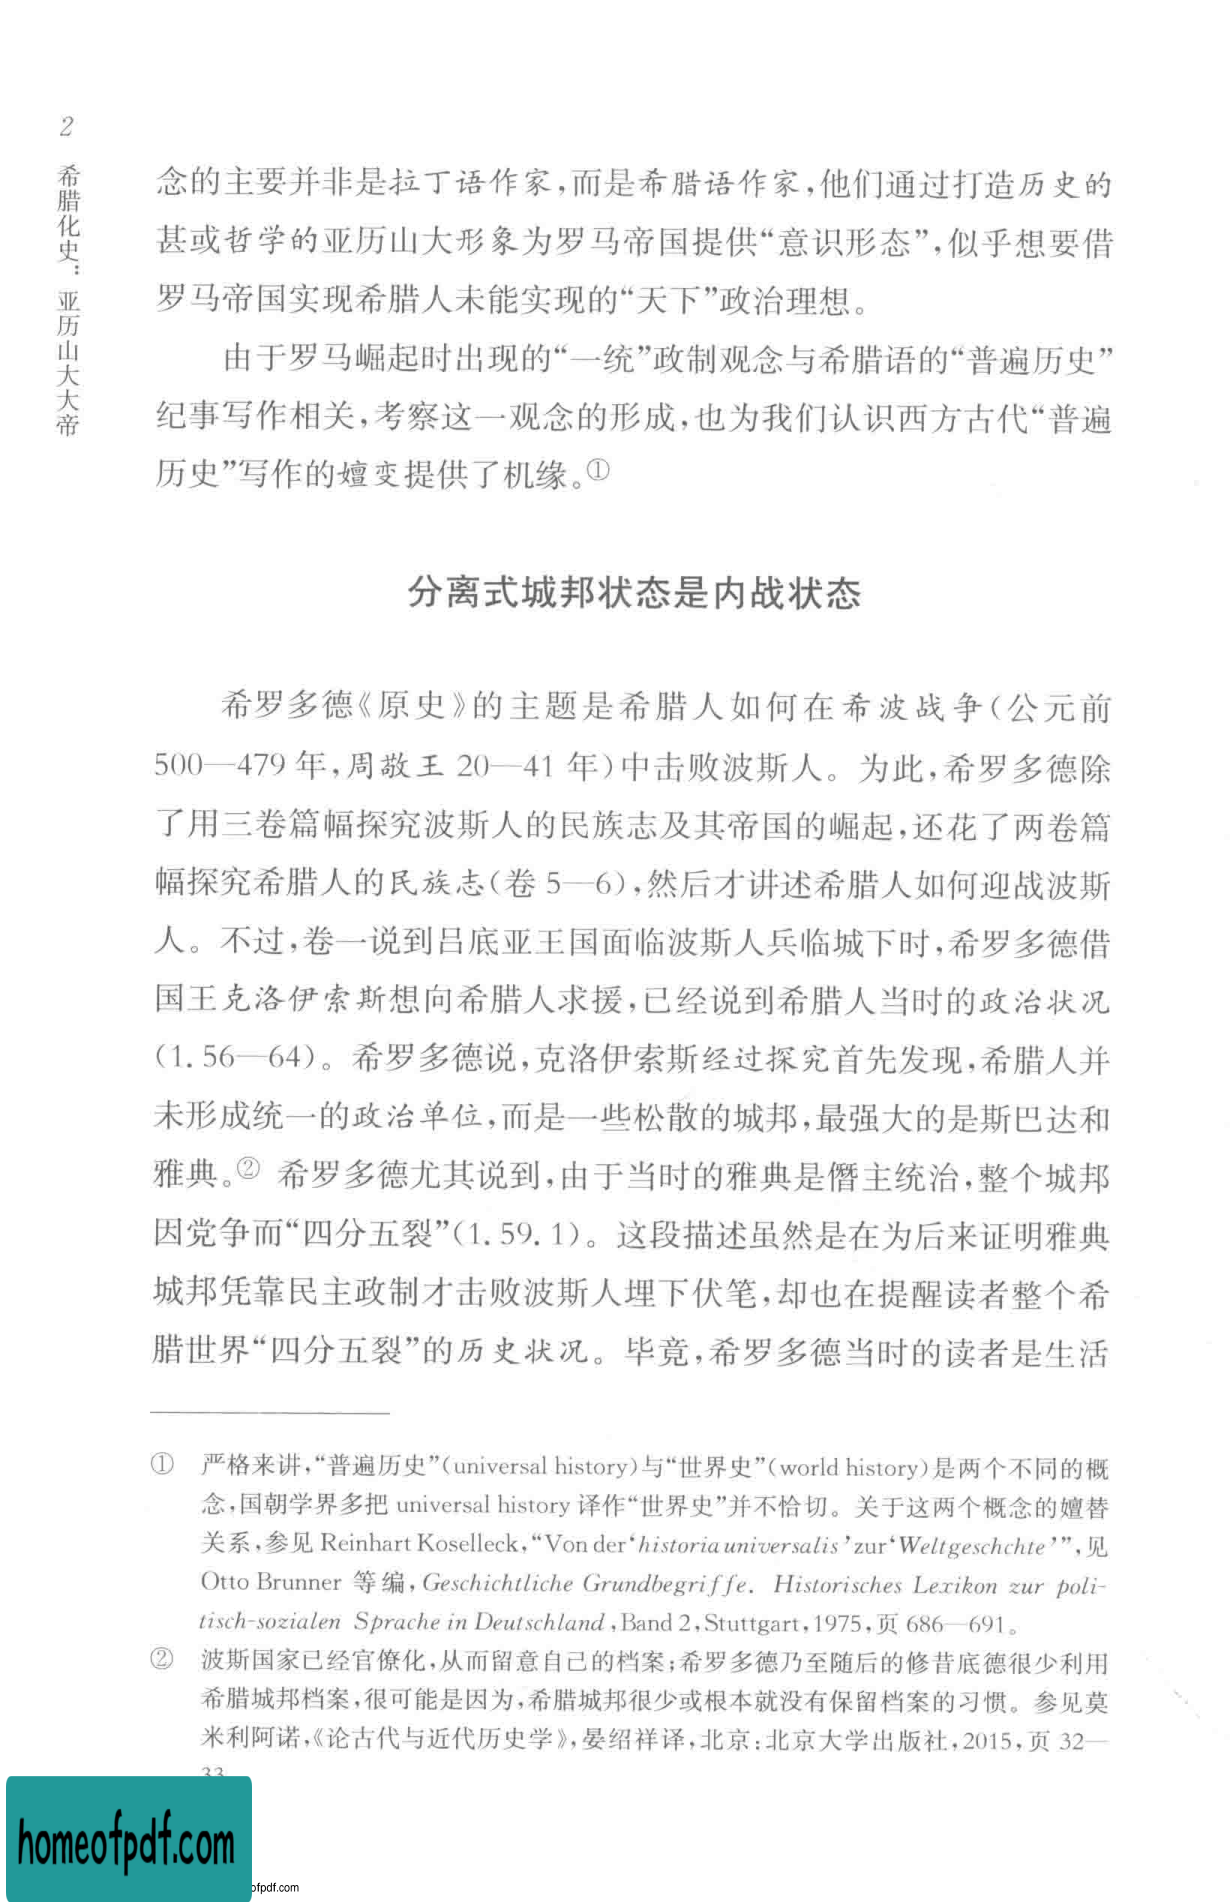 2
希腊化史：亚历山大大帝
念的主要并非是拉丁语作家，而是希腊语作家，他们通过打造历史的
甚或哲学的亚历山大形象为罗马帝国提供“意识形态”，似乎想要借
罗马帝国实现希腊人未能实现的“天下”政治理想。
由于罗马崛起时出现的“一统”政制观念与希腊语的“普遍历史”
纪事写作相关，考察这一观念的形成，也为我们认识西方古代“普遍
历史”写作的嬗变提供了机缘。①
分离式城邦状态是内战状态
希罗多德《原史》的主题是希腊人如何在希波战争（公元前
500—479 年，周敬王 20—41 年）中击败波斯人。为此，希罗多德除
了用三卷篇幅探究波斯人的民族志及其帝国的崛起，还花了两卷篇
幅探究希腊人的民族志（卷 5—6），然后才讲述希腊人如何迎战波斯
人。不过，卷一说到吕底亚王国面临波斯人兵临城下时，希罗多德借
国王克洛伊索斯想向希腊人求援，已经说到希腊人当时的政治状况
（1. 56—64）。希罗多德说，克洛伊索斯经过探究首先发现，希腊人并
未形成统一的政治单位，而是一些松散的城邦，最强大的是斯巴达和
雅典。② 希罗多德尤其说到，由于当时的雅典是僭主统治，整个城邦
因党争而“四分五裂”（1. 59. 1）。这段描述虽然是在为后来证明雅典
城邦凭靠民主政制才击败波斯人埋下伏笔，却也在提醒读者整个希
腊世界“四分五裂”的历史状况。毕竟，希罗多德当时的读者是生活
① 严格来讲，“普遍历史”（universal history）与“世界史”（world history）是两个不同的概
念，国朝学界多把 universal history 译作“世界史”并不恰切。关于这两个概念的嬗替
关系，参见 Reinhart Koselleck，“Von der‘historia universalis’zur‘Weltgeschchte’”，见
Otto Brunner 等编，Geschichtliche Grundbegriffe. Historisches Lexikon zur poli-
tisch-sozialen Sprache in Deutschland，Band 2，Stuttgart，1975，页 686—691。
② 波斯国家已经官僚化，从而留意自己的档案；希罗多德乃至随后的修昔底德很少利用
希腊城邦档案，很可能是因为，希腊城邦很少或根本就没有保留档案的习惯。参见莫
米利阿诺，《论古代与近代历史学》，晏绍祥译，北京：北京大学出版社，2015，页 32—
33
homeofpdf.com
ofpdf.com